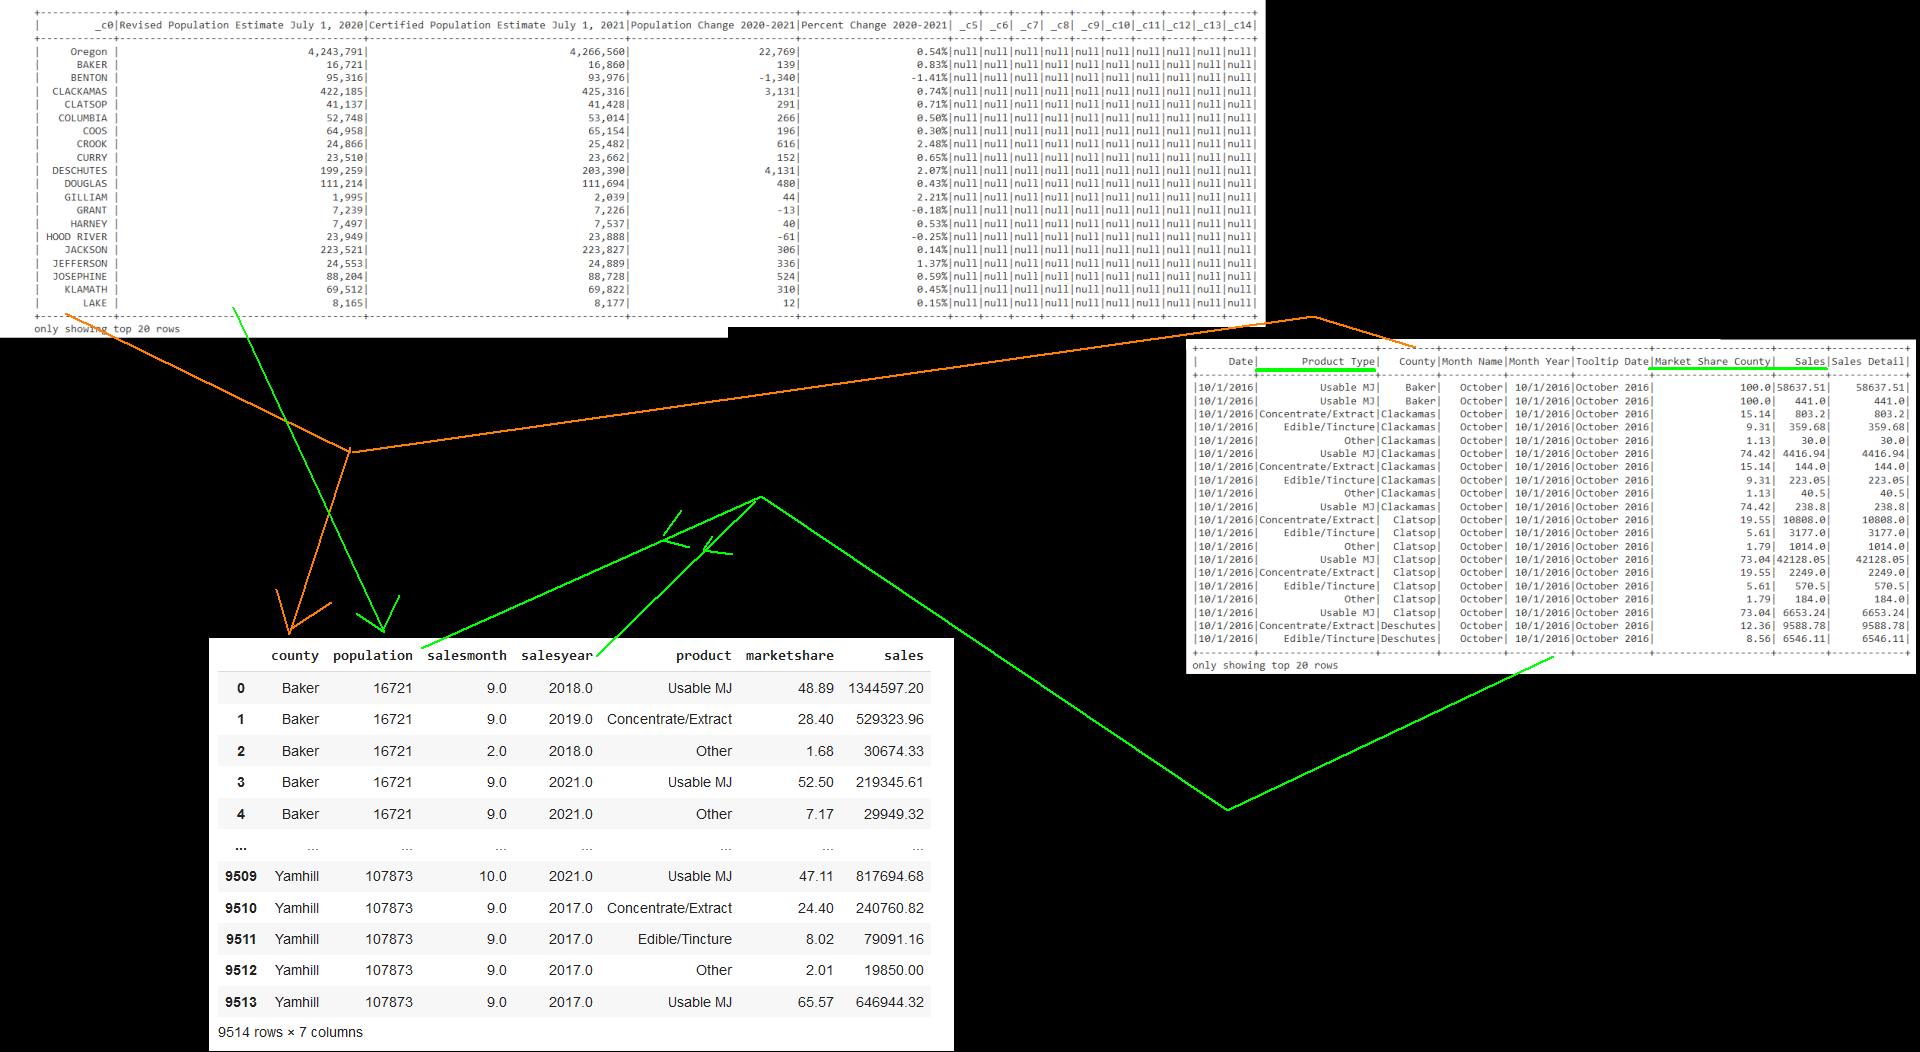 +------------+--------------------------------------+----------------------------------------+---------------------------+------------------------+----+----+----+----+----+----+----+----+----+----+
| _c0|Revised Population Estimate July 1, 2020|Certified Population Estimate July 1, 2021|Population Change 2020-2021|Percent Change 2020-2021| _c5| _c6| _c7| _c8| _c9|_c10|_c11|_c12|_c13|_c14|
| Oregon | 4,243,791| 4,266,560| 22,769| 0.54%|null|null|null|null|null|null|null|null|null|null|
| BAKER | 16,721| 16,860| 139| 0.83%|null|null|null|null|null|null|null|null|null|null|
| BENTON | 95,316| 93,976| -1,340| -1.41%|null|null|null|null|null|null|null|null|null|null|
| CLACKAMAS | 422,185| 425,316| 3,131| 0.74%|null|null|null|null|null|null|null|null|null|null|
| CLATSOP | 41,137| 41,428| 291| 0.71%|null|null|null|null|null|null|null|null|null|null|
| COLUMBIA | 52,748| 53,014| 266| 0.50%|null|null|null|null|null|null|null|null|null|null|
| COOS | 64,958| 65,154| 196| 0.30%|null|null|null|null|null|null|null|null|null|null|
| CROOK | 24,866| 25,482| 616| 2.48%|null|null|null|null|null|null|null|null|null|null|
| CURRY | 23,510| 23,662| 152| 0.65%|null|null|null|null|null|null|null|null|null|null|
| DESCHUTES | 199,259| 203,390| 4,131| 2.07%|null|null|null|null|null|null|null|null|null|null|
| DOUGLAS | 111,214| 111,694| 480| 0.43%|null|null|null|null|null|null|null|null|null|null|
| GILLIAM | 1,995| 2,039| 44| 2.21%|null|null|null|null|null|null|null|null|null|null|
| GRANT | 7,239| 7,226| -13| -0.18%|null|null|null|null|null|null|null|null|null|null|
| HARNEY | 7,497| 7,537| 40| 0.53%|null|null|null|null|null|null|null|null|null|null|
| HOOD RIVER | 23,949| 23,888| -61| -0.25%|null|null|null|null|null|null|null|null|null|null|
| JACKSON | 223,521| 223,827| 306| 0.14%|null|null|null|null|null|null|null|null|null|null|
| JEFFERSON | 24,553| 24,889| 336| 1.37%|null|null|null|null|null|null|null|null|null|null|
| JOSEPHINE | 88,204| 88,728| 524| 0.59%|null|null|null|null|null|null|null|null|null|null|
| KLAMATH | 69,512| 69,822| 310| 0.45%|null|null|null|null|null|null|null|null|null|null|
| LAKE | 8,165| 8,177| 12| 0.15%|null|null|null|null|null|null|null|null|null|null|
only showing top 20 rows
| Date| Product Type| County|Month Name|Month Year|Tooltip Date|Market Share County| Sales|Sales Detail|
|10/1/2016| Usable MJ| Baker| October| 10/1/2016|October 2016| 100.0|58637.51| 58637.51|
|10/1/2016| Usable MJ| Baker| October| 10/1/2016|October 2016| 100.0| 441.0| 441.0|
|10/1/2016|Concentrate/Extract|Clackamas| October| 10/1/2016|October 2016| 15.14| 803.2| 803.2|
|10/1/2016| Edible/Tincture|Clackamas| October| 10/1/2016|October 2016| 9.31| 359.68| 359.68|
|10/1/2016| Other|Clackamas| October| 10/1/2016|October 2016| 1.13| 30.0| 30.0|
|10/1/2016| Usable MJ|Clackamas| October| 10/1/2016|October 2016| 74.42| 4416.94| 4416.94|
|10/1/2016|Concentrate/Extract|Clackamas| October| 10/1/2016|October 2016| 15.14| 144.0| 144.0|
|10/1/2016| Edible/Tincture|Clackamas| October| 10/1/2016|October 2016| 9.31| 223.05| 223.05|
|10/1/2016| Other|Clackamas| October| 10/1/2016|October 2016| 1.13| 40.5| 40.5|
|10/1/2016| Usable MJ|Clackamas| October| 10/1/2016|October 2016| 74.42| 238.8| 238.8|
|10/1/2016|Concentrate/Extract| Clatsop| October| 10/1/2016|October 2016| 19.55| 10808.0| 10808.0|
|10/1/2016| Edible/Tincture| Clatsop| October| 10/1/2016|October 2016| 5.61| 3177.0| 3177.0|
|10/1/2016| Other| Clatsop| October| 10/1/2016|October 2016| 1.79| 1014.0| 1014.0|
|10/1/2016| Usable MJ| Clatsop| October| 10/1/2016|October 2016| 73.04|42128.05| 42128.05|
|10/1/2016|Concentrate/Extract| Clatsop| October| 10/1/2016|October 2016| 19.55| 2249.0| 2249.0|
|10/1/2016| Edible/Tincture| Clatsop| October| 10/1/2016|October 2016| 5.61| 570.5| 570.5|
|10/1/2016| Other| Clatsop| October| 10/1/2016|October 2016| 1.79| 184.0| 184.0|
|10/1/2016| Usable MJ| Clatsop| October| 10/1/2016|October 2016| 73.04| 6653.24| 6653.24|
|10/1/2016|Concentrate/Extract|Deschutes| October| 10/1/2016|October 2016| 12.36| 9588.78| 9588.78|
|10/1/2016| Edible/Tincture|Deschutes| October| 10/1/2016|October 2016| 8.56| 6546.11| 6546.11|
only showing top 20 rows
county population salesmonth salesyear product marketshare sales
0 Baker 16721 9.0 2018.0 Usable MJ 48.89 1344597.20
1 Baker 16721 9.0 2019.0 Concentrate/Extract 28.40 529323.96
2 Baker 16721 2.0 2018.0 Other 1.68 30674.33
3 Baker 16721 9.0 2021.0 Usable MJ 52.50 219345.61
4 Baker 16721 9.0 2021.0 Other 7.17 29949.32
... ... ... ... ... ... ... ...
9509 Yamhill 107873 10.0 2021.0 Usable MJ 47.11 817694.68
9510 Yamhill 107873 9.0 2017.0 Concentrate/Extract 24.40 240760.82
9511 Yamhill 107873 9.0 2017.0 Edible/Tincture 8.02 79091.16
9512 Yamhill 107873 9.0 2017.0 Other 2.01 19850.00
9513 Yamhill 107873 9.0 2017.0 Usable MJ 65.57 646944.32
9514 rows × 7 columns